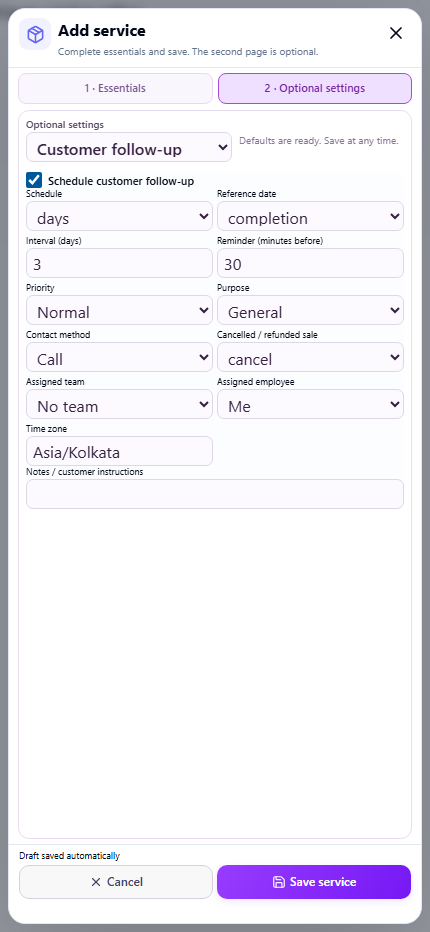 Add service
Complete essentials and save. The second page is optional.
1 · Essentials
2 · Optional settings
Optional settings
Customer follow-up
Defaults are ready. Save at any time.
Schedule customer follow-up
Schedule
Reference date
days
completion
Interval (days)
Reminder (minutes before)
3
30
Priority
Purpose
Normal
General
Contact method
Cancelled / refunded sale
Call
cancel
Assigned team
Assigned employee
No team
Me
Time zone
Asia/Kolkata
Notes / customer instructions
Draft saved automatically
Cancel
Save service